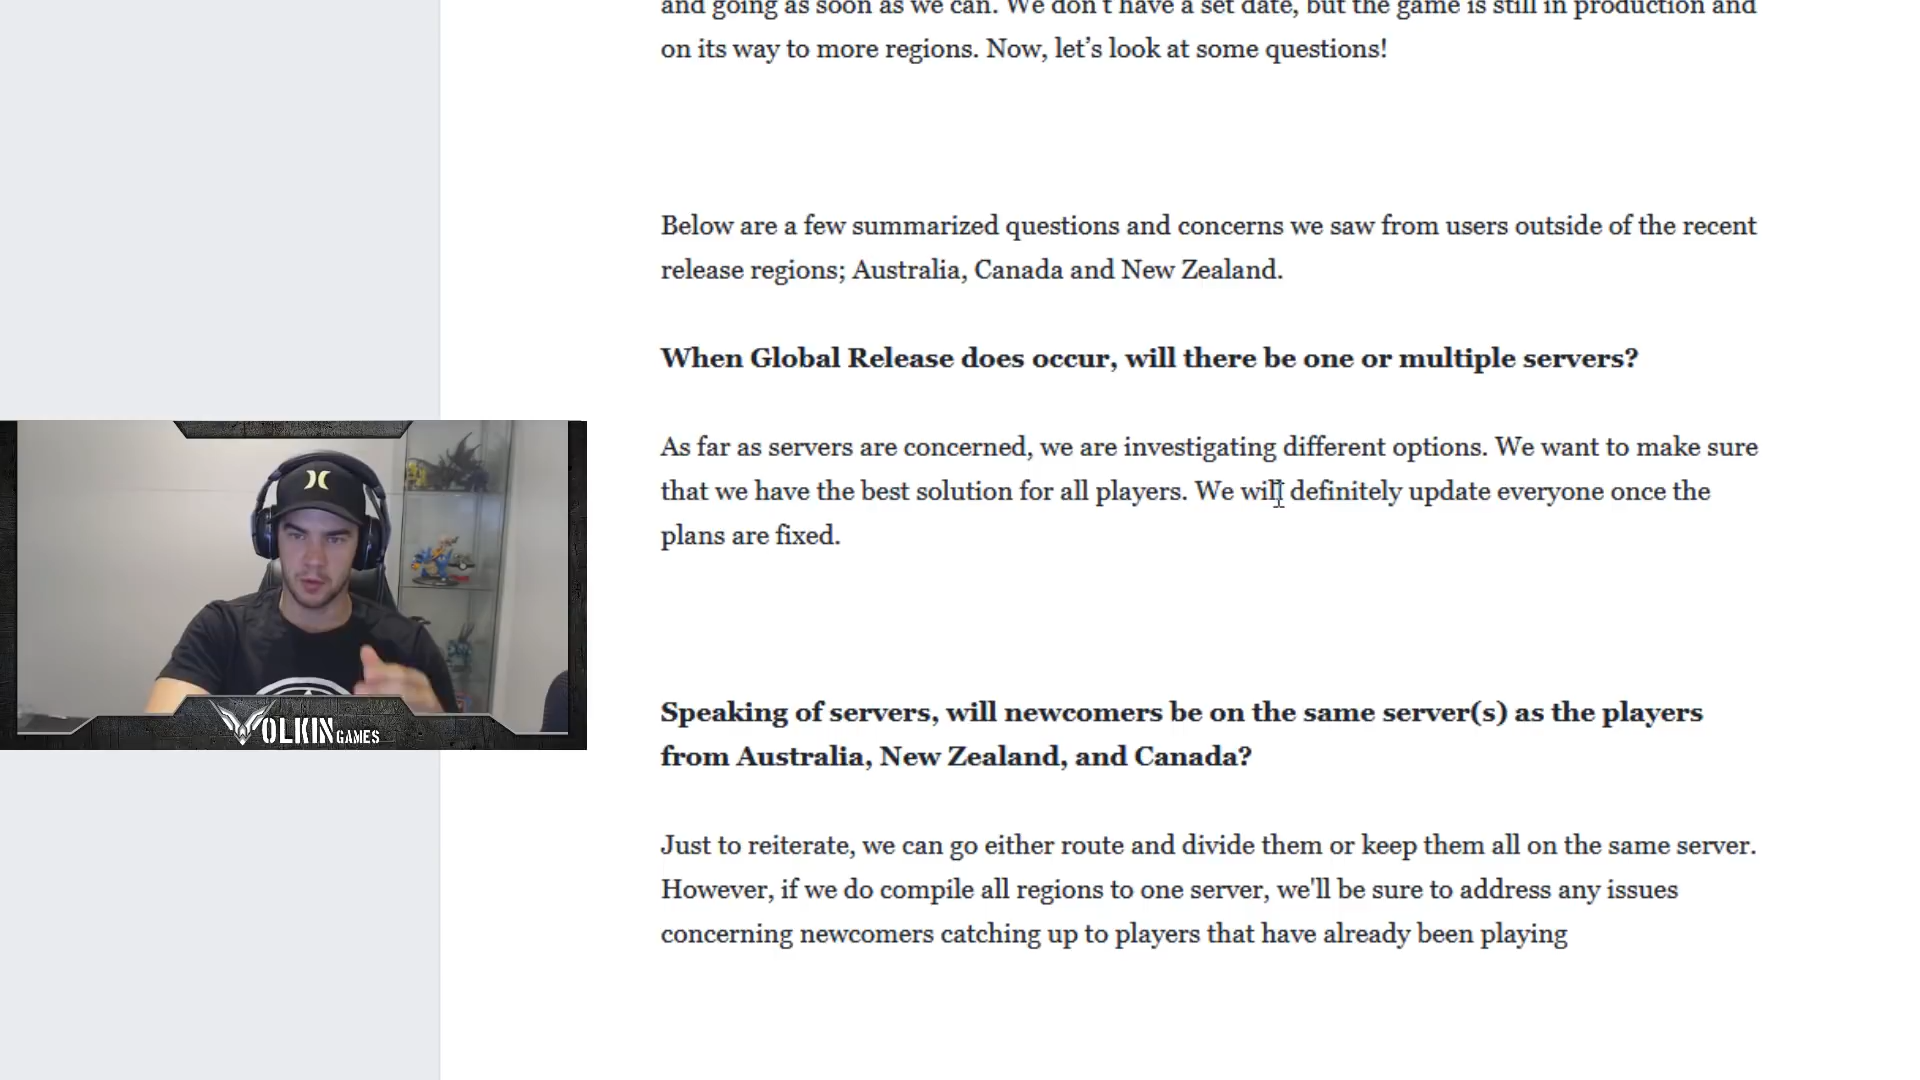 and going as soon as we can. We don't have a set date, but the game is still in production and
on its way to more regions. Now, let’s look at some questions!
Below are a few summarized questions and concerns we saw from users outside of the recent
release regions; Australia, Canada and New Zealand.
When Global Release does occur, will there be one or multiple servers?
As far as servers are concerned, we are investigating different options. We want to make sure
that we have the best solution for all players. We will definitely update everyone once the
plans are fixed.
Speaking of servers, will newcomers be on the same server(s) as the players
from Australia, New Zealand, and Canada?
Just to reiterate, we can go either route and divide them or keep them all on the same server.
However, if we do compile all regions to one server, we'll be sure to address any issues
concerning newcomers catching up to players that have already been playing
VOLKIN GAMES